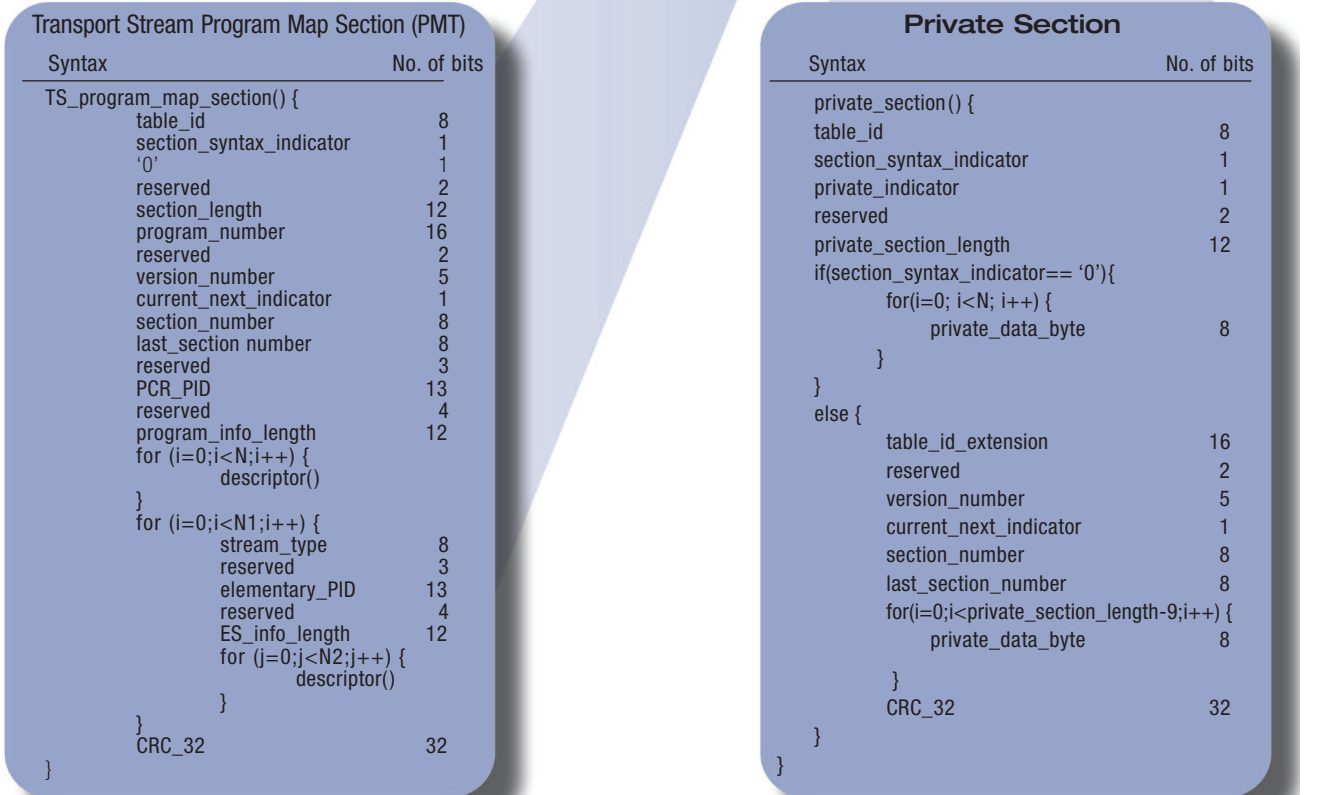 Transport Stream Program Map Section (PMT)
Syntax No. of bits
TS_program_map_section() {
table_id 8
section_syntax_indicator 1
‘0’ 1
reserved 2
section_length 12
program_number 16
reserved 2
version_number 5
current_next_indicator 1
section_number 8
last_section number 8
reserved 3
PCR_PID 13
reserved 4
program_info_length 12
for (i=0;i<N;i++) {
descriptor()
}
for (i=0;i<N1;i++) {
stream_type 8
reserved 3
elementary_PID 13
reserved 4
ES_info_length 12
for (j=0;j<N2;j++) {
descriptor()
}
}
CRC_32 32
}
Private Section
Syntax No. of bits
private_section() {
table_id 8
section_syntax_indicator 1
private_indicator 1
reserved 2
private_section_length 12
if(section_syntax_indicator== ‘0’){
for(i=0; i<N; i++) {
private_data_byte 8
}
}
else {
table_id_extension 16
reserved 2
version_number 5
current_next_indicator 1
section_number 8
last_section_number 8
for(i=0;i<private_section_length-9;i++) {
private_data_byte 8
}
CRC_32 32
}
}